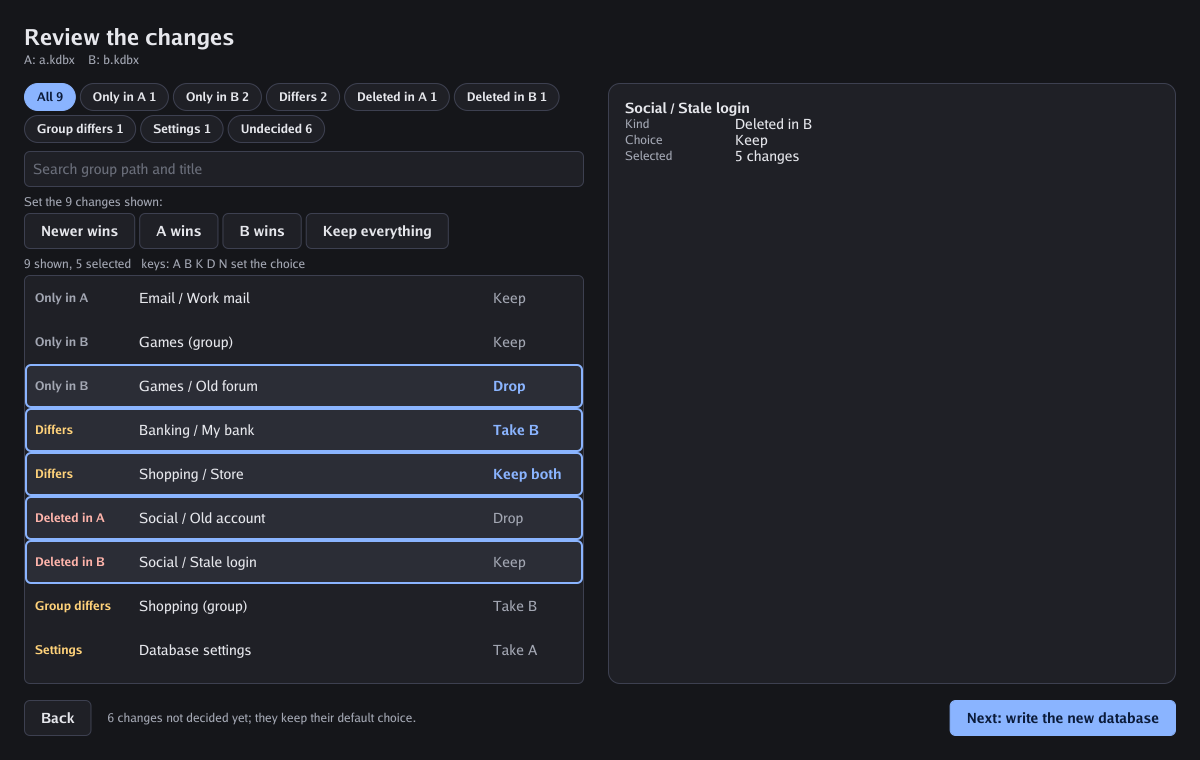 Review the changes
A: a.kdbx B: b.kdbx
All 9 Only in A 1 Only in B 2 Differs 2 Deleted in A 1 Deleted in B 1
Group differs 1 Settings 1 Undecided 6
Search group path and title
Set the 9 changes shown:
Newer wins A wins B wins Keep everything
9 shown, 5 selected keys: A B K D N set the choice
Only in A Email / Work mail Keep
Only in B Games (group) Keep
Only in B Games / Old forum Drop
Differs Banking / My bank Take B
Differs Shopping / Store Keep both
Deleted in A Social / Old account Drop
Deleted in B Social / Stale login Keep
Group differs Shopping (group) Take B
Settings Database settings Take A
Social / Stale login
Kind Deleted in B
Choice Keep
Selected 5 changes
Back 6 changes not decided yet; they keep their default choice. Next: write the new database